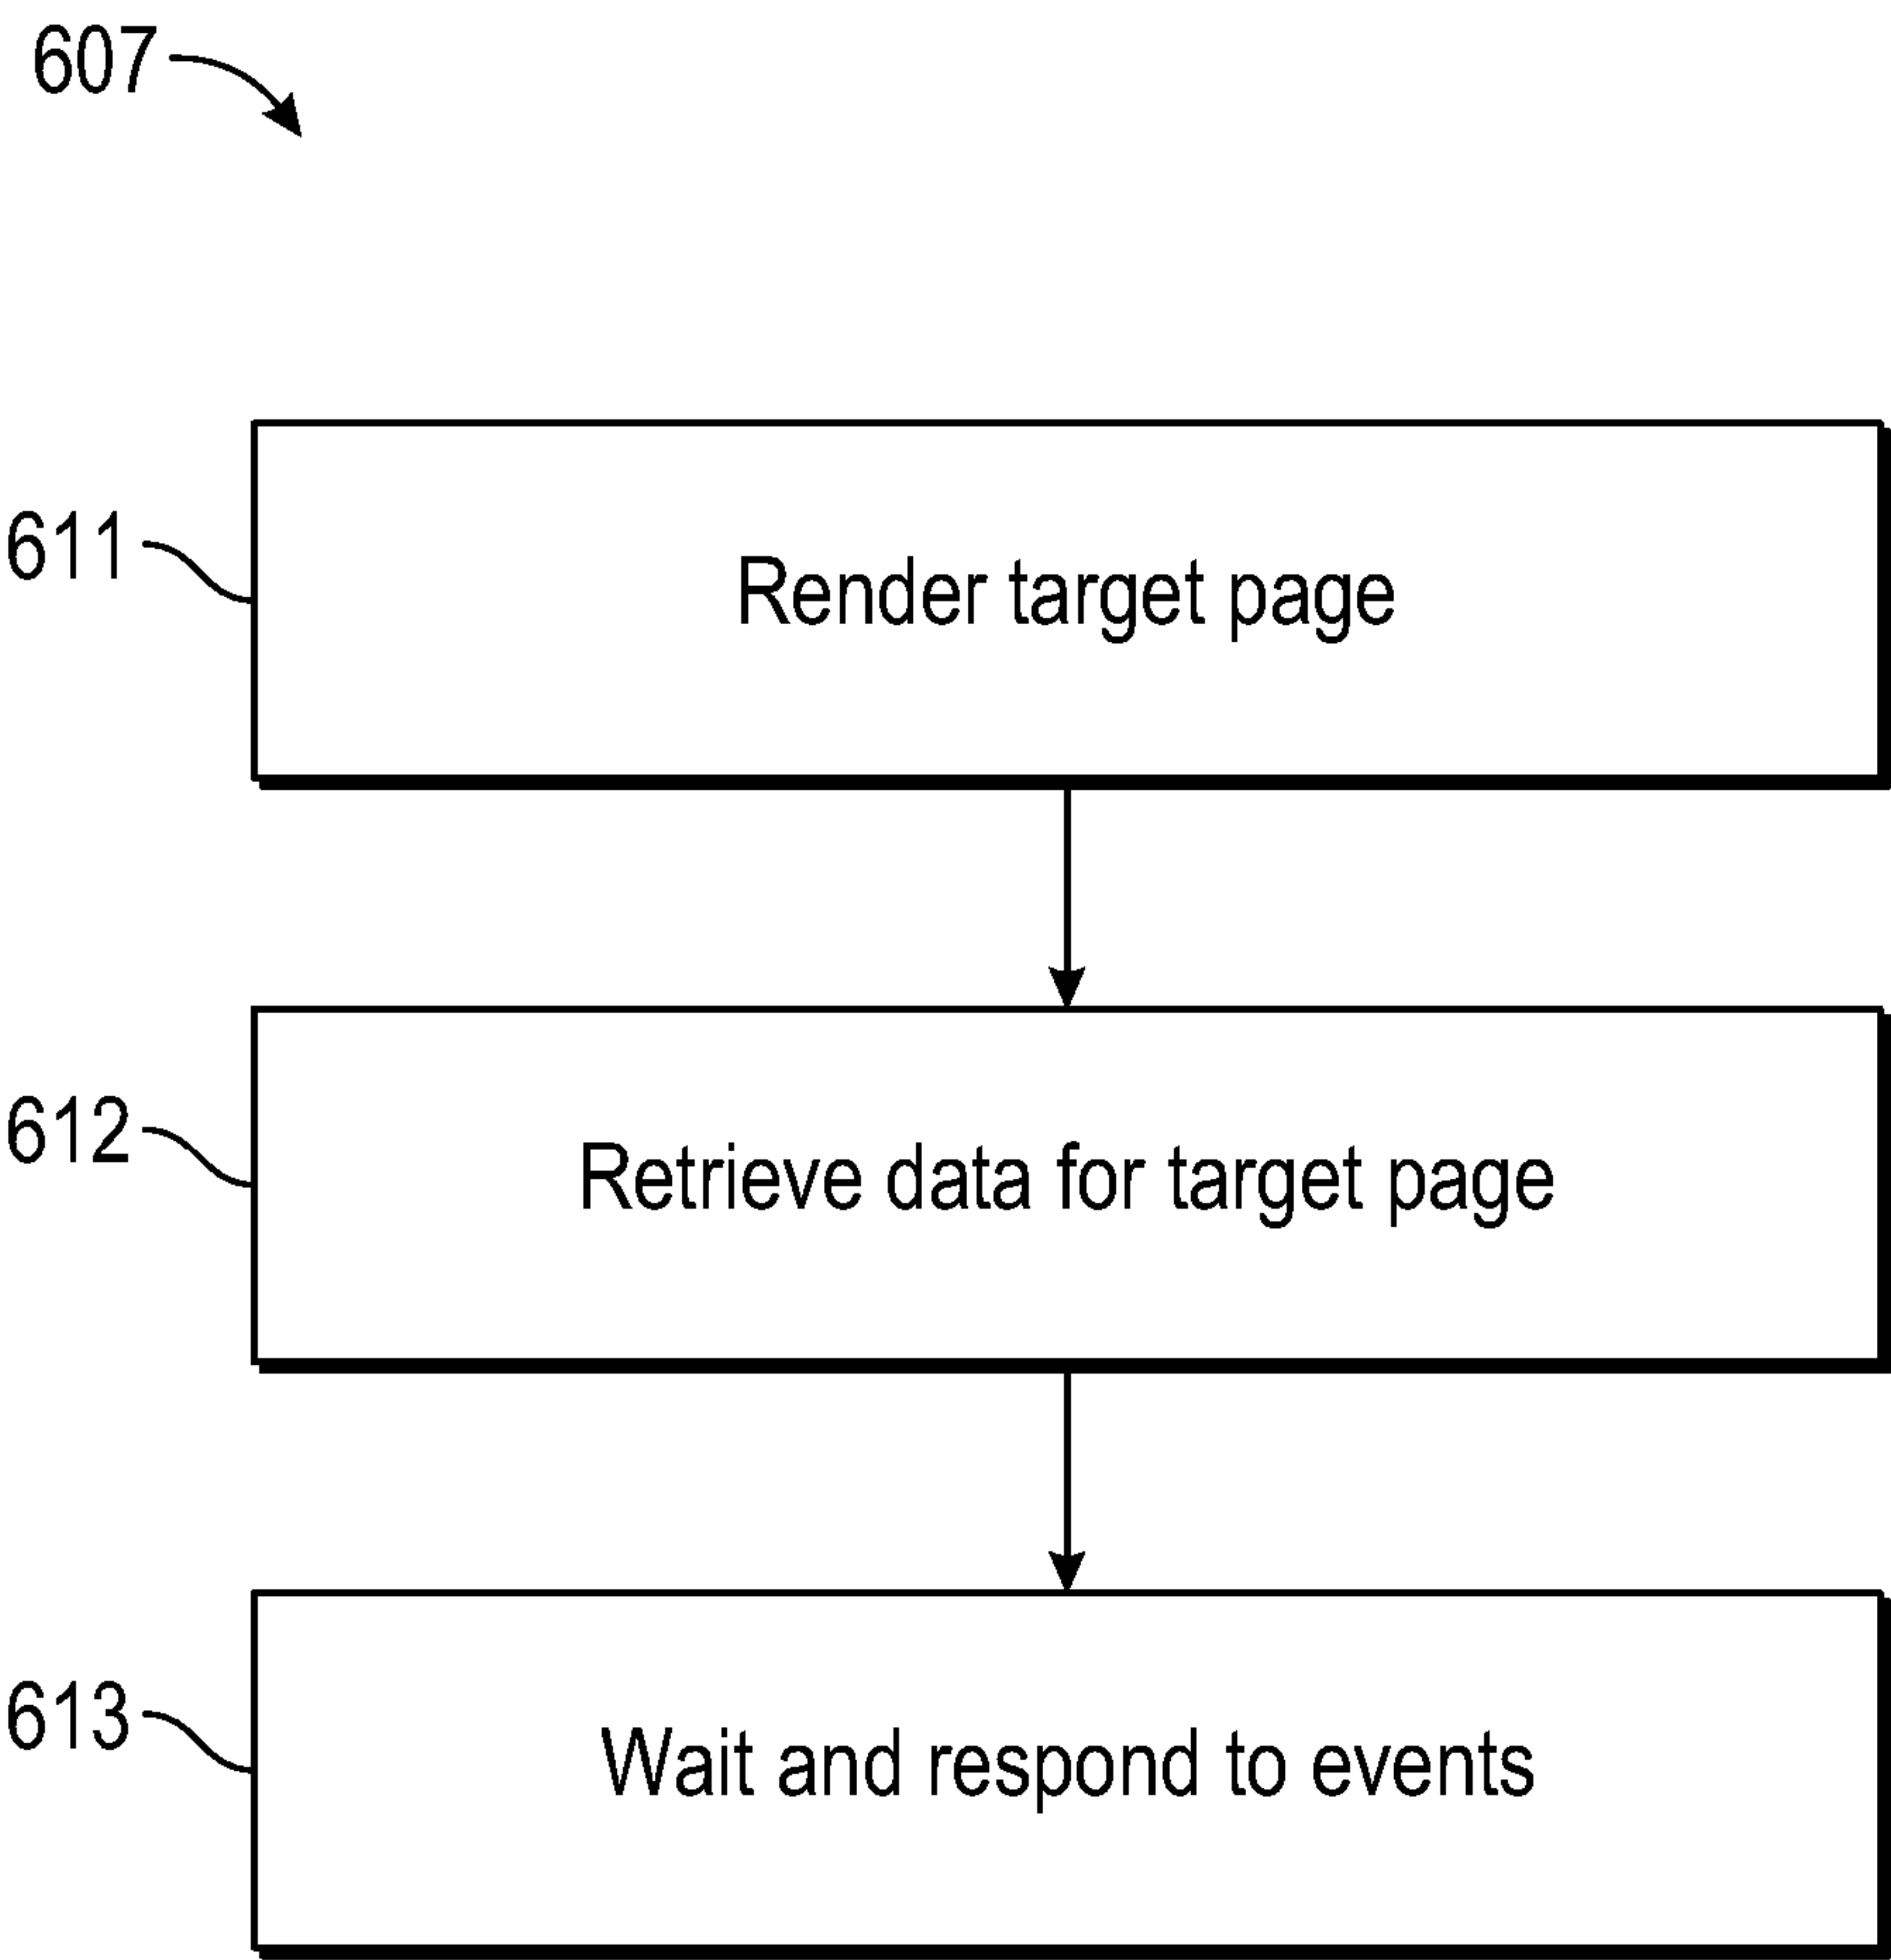 607
611
Render target page
612
Retrieve data for target page
613
Wait and respond to events